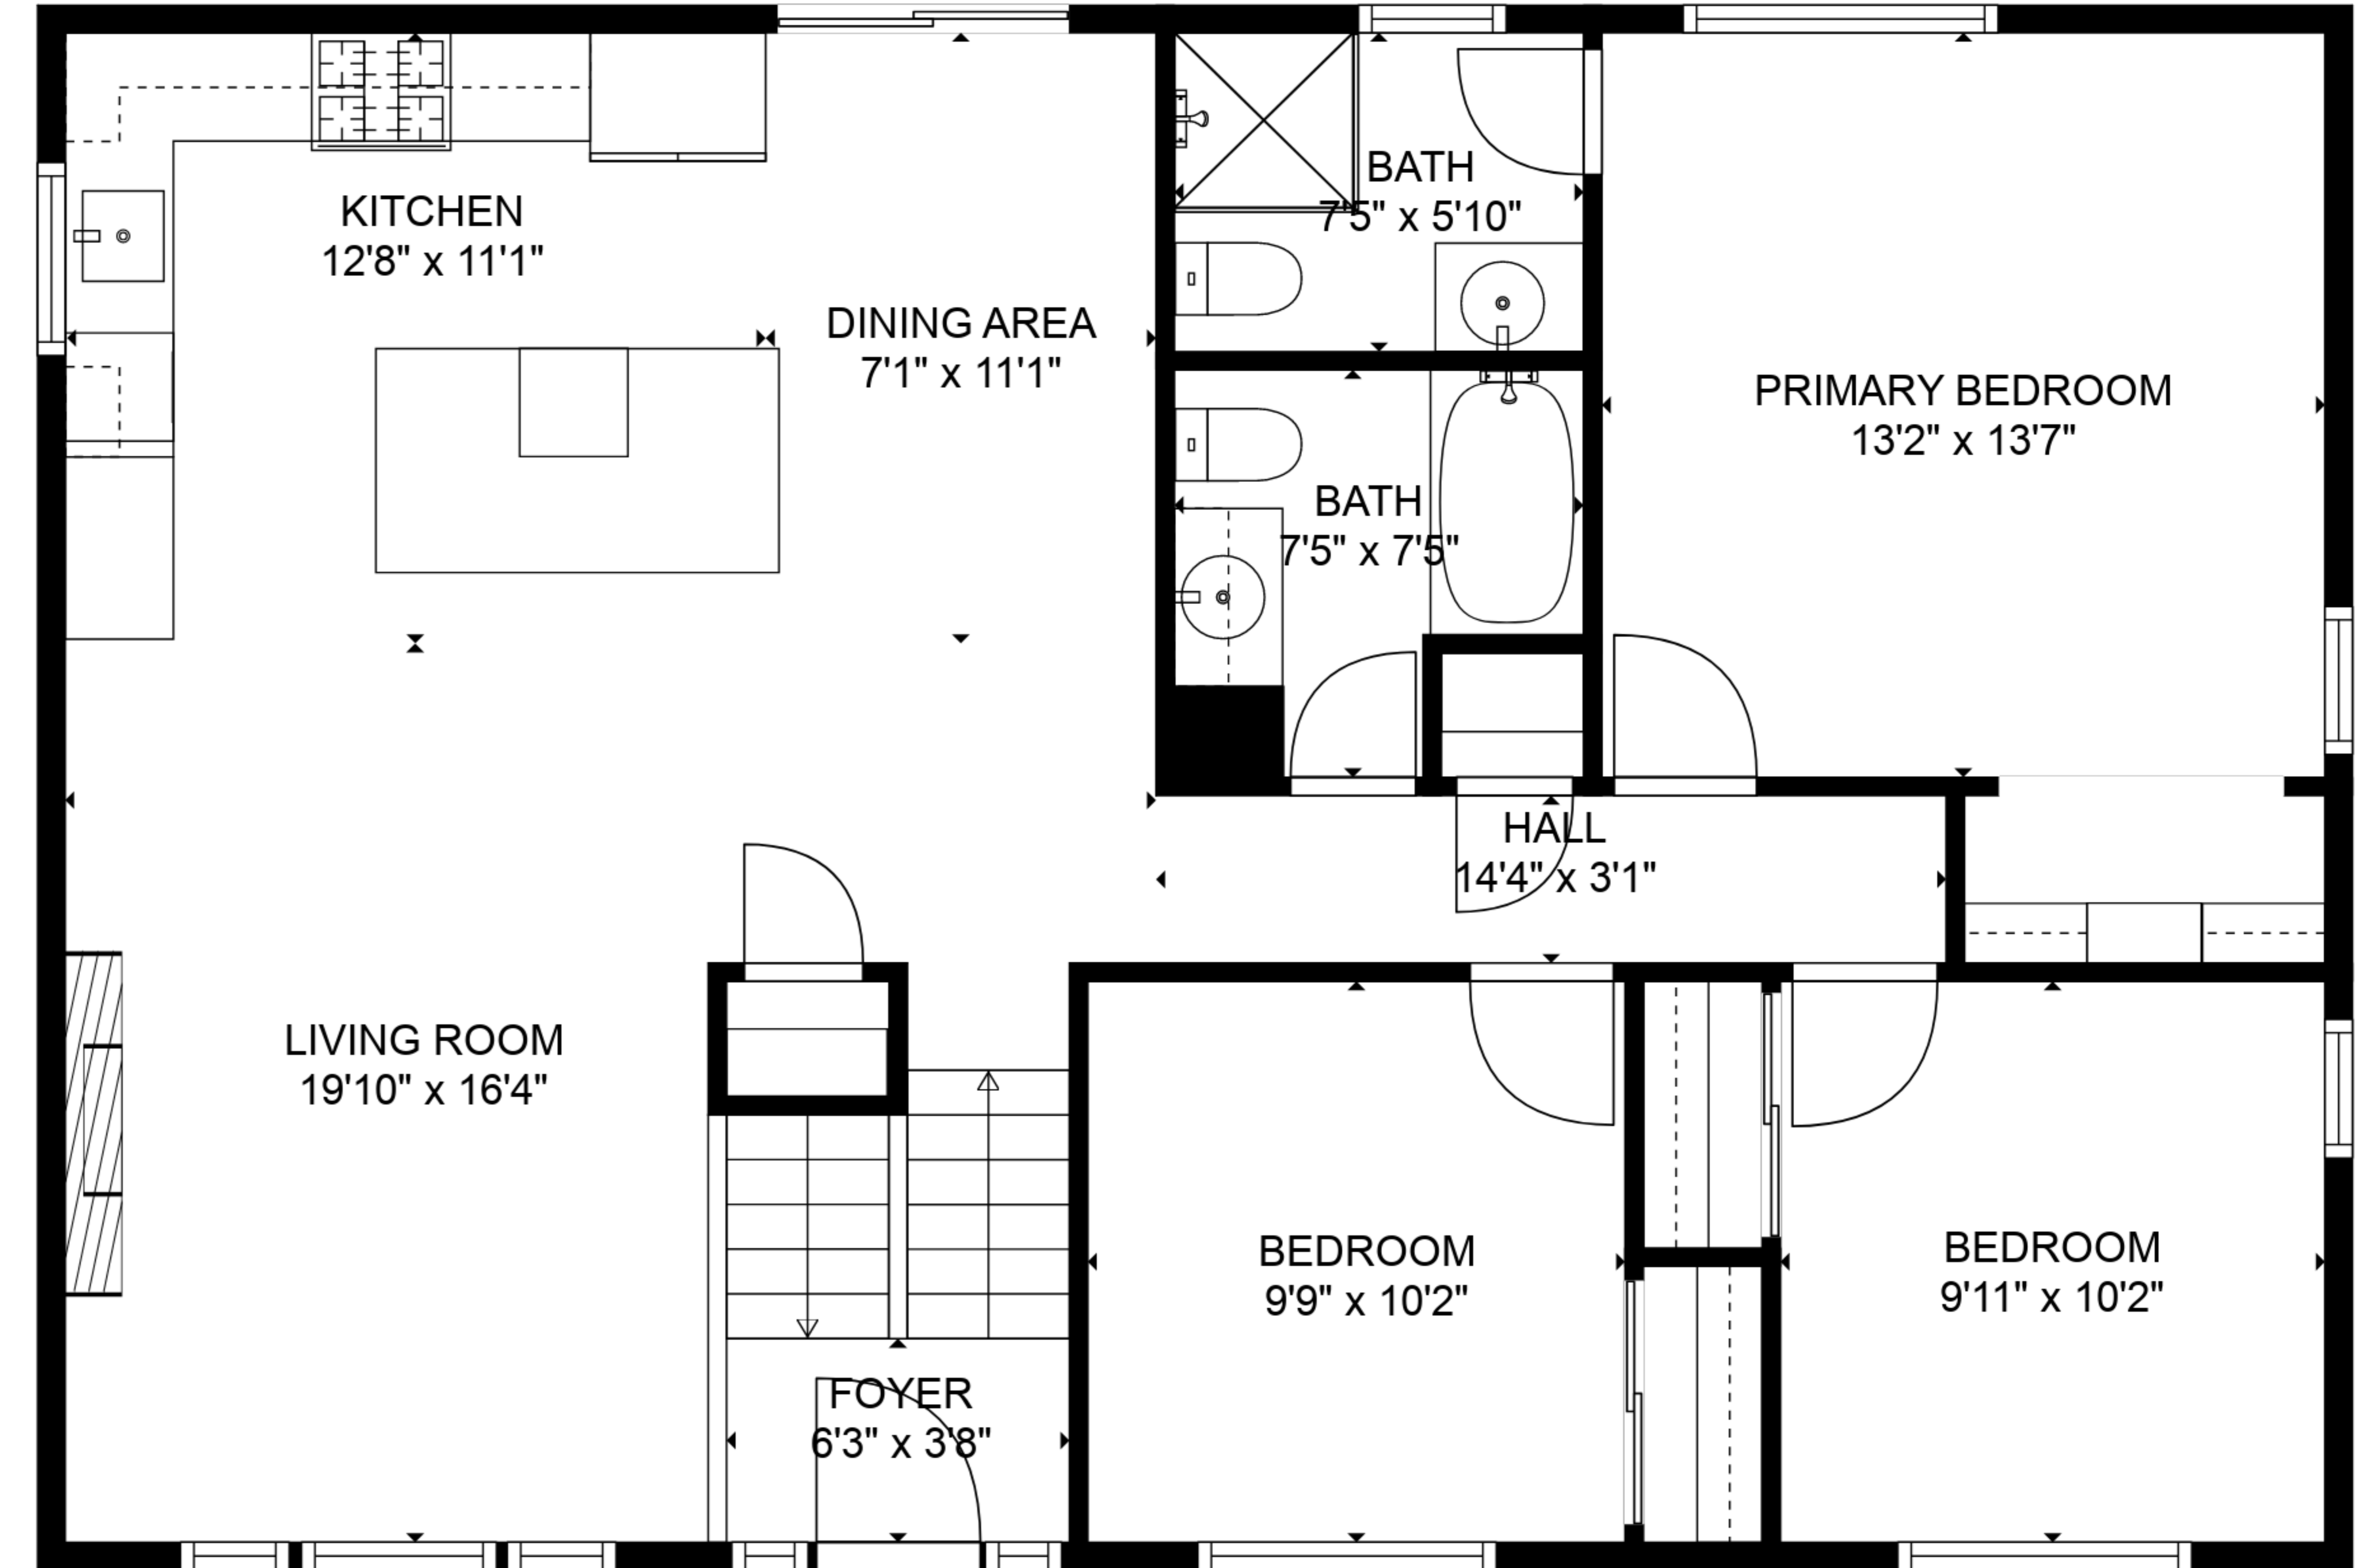 BATH
7'5" x 5'10"
KITCHEN
12'8" x 11'1"
DINING AREA
7'1" x 11'1"
PRIMARY BEDROOM
13'2" x 13'7"
BATH
7'5" x 7'5"
HALL
14'4" x 3'1"
LIVING ROOM
19'10" x 16'4"
BEDROOM
9'9" x 10'2"
BEDROOM
9'11" x 10'2"
FOYER
6'3" x 3'8"